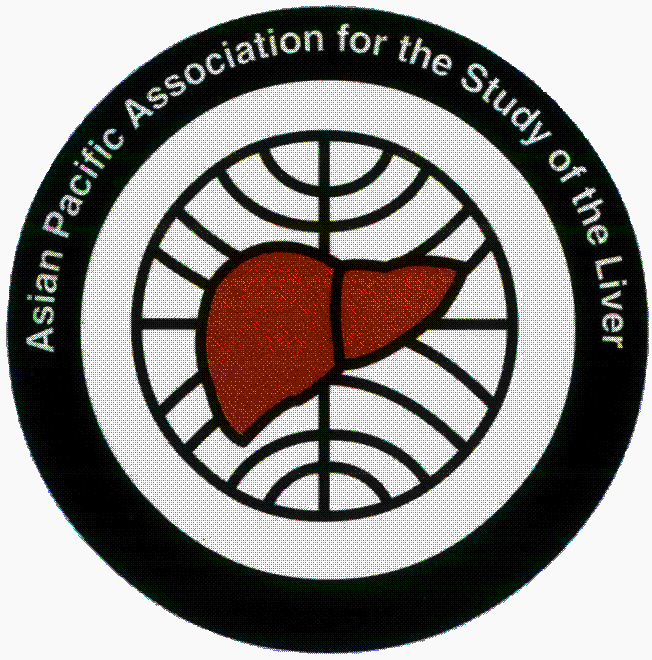 Asian Pacific Association for the Study of the Liver